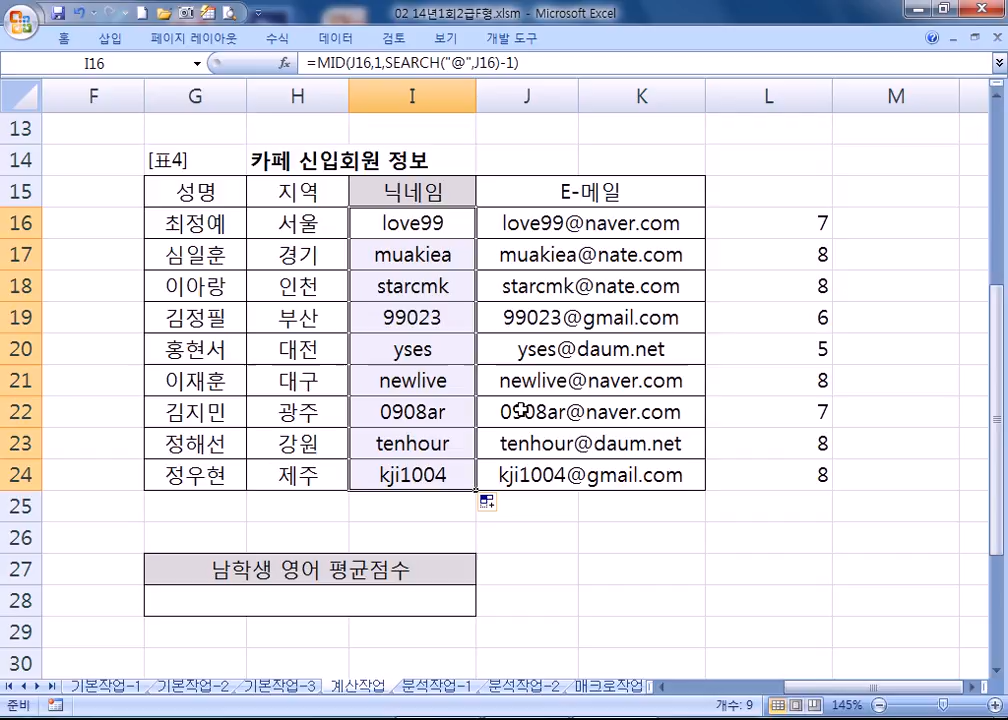 02 14년1회2급F형.xlsm - Microsoft Excel
홈 삽입 페이지 레이아웃 수식 데이터 검토 보기 개발 도구
I16 fx =MID(J16,1,SEARCH("@",J16)-1)
F G H I J K L M
13
14 [표4] 카페 신입회원 정보
15 성명 지역 닉네임 E-메일
16 최정예 서울 love99 love99@naver.com 7
17 심일훈 경기 muakiea muakiea@nate.com 8
18 이아랑 인천 starcmk starcmk@nate.com 8
19 김정필 부산 99023 99023@gmail.com 6
20 홍현서 대전 yses yses@daum.net 5
21 이재훈 대구 newlive newlive@naver.com 8
22 김지민 광주 0908ar 0908ar@naver.com 7
23 정해선 강원 tenhour tenhour@daum.net 8
24 정우현 제주 kji1004 kji1004@gmail.com 8
25
26
27 남학생 영어 평균점수
28
29
30
기본작업-1 기본작업-2 기본작업-3 계산작업 분석작업-1 분석작업-2 매크로작업
준비 개수: 9 145%